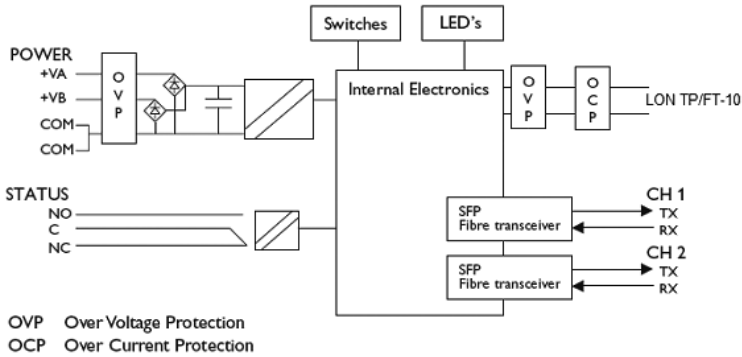 Switches
LED's
POWER
+VA
+VB
COM
COM
O
V
P
Internal Electronics
O
V
P
O
C
P
LON TP/FT-10
STATUS
NO
C
NC
SFP
Fibre transceiver
CH 1
TX
RX
SFP
Fibre transceiver
CH 2
TX
RX
OVP Over Voltage Protection
OCP Over Current Protection